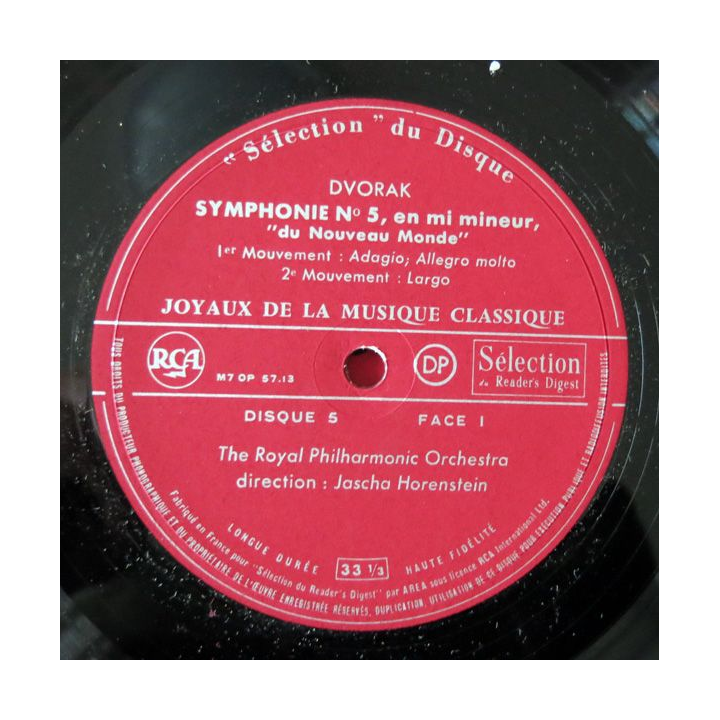 "Sélection" du Disque
DVORAK
SYMPHONIE Nº 5, en mi mineur,
"du Nouveau Monde"
1er Mouvement : Adagio; Allegro molto
2e Mouvement : Largo
JOYAUX DE LA MUSIQUE CLASSIQUE
RCA
M7 OP 57.13
DP
Sélection
du Reader's Digest
DISQUE 5 FACE 1
The Royal Philharmonic Orchestra
direction : Jascha Horenstein
LONGUE DURÉE 33 1/3 HAUTE FIDÉLITÉ
Fabriqué en France pour "Sélection du Reader's Digest" par AREA sous licence RCA International Ltd.
TOUS DROITS DU PRODUCTEUR PHONOGRAPHIQUE ET DU PROPRIÉTAIRE DE L'ŒUVRE ENREGISTRÉE RÉSERVÉS. DUPLICATION, UTILISATION DE CE DISQUE POUR EXÉCUTION PUBLIQUE ET RADIODIFFUSION INTERDITES